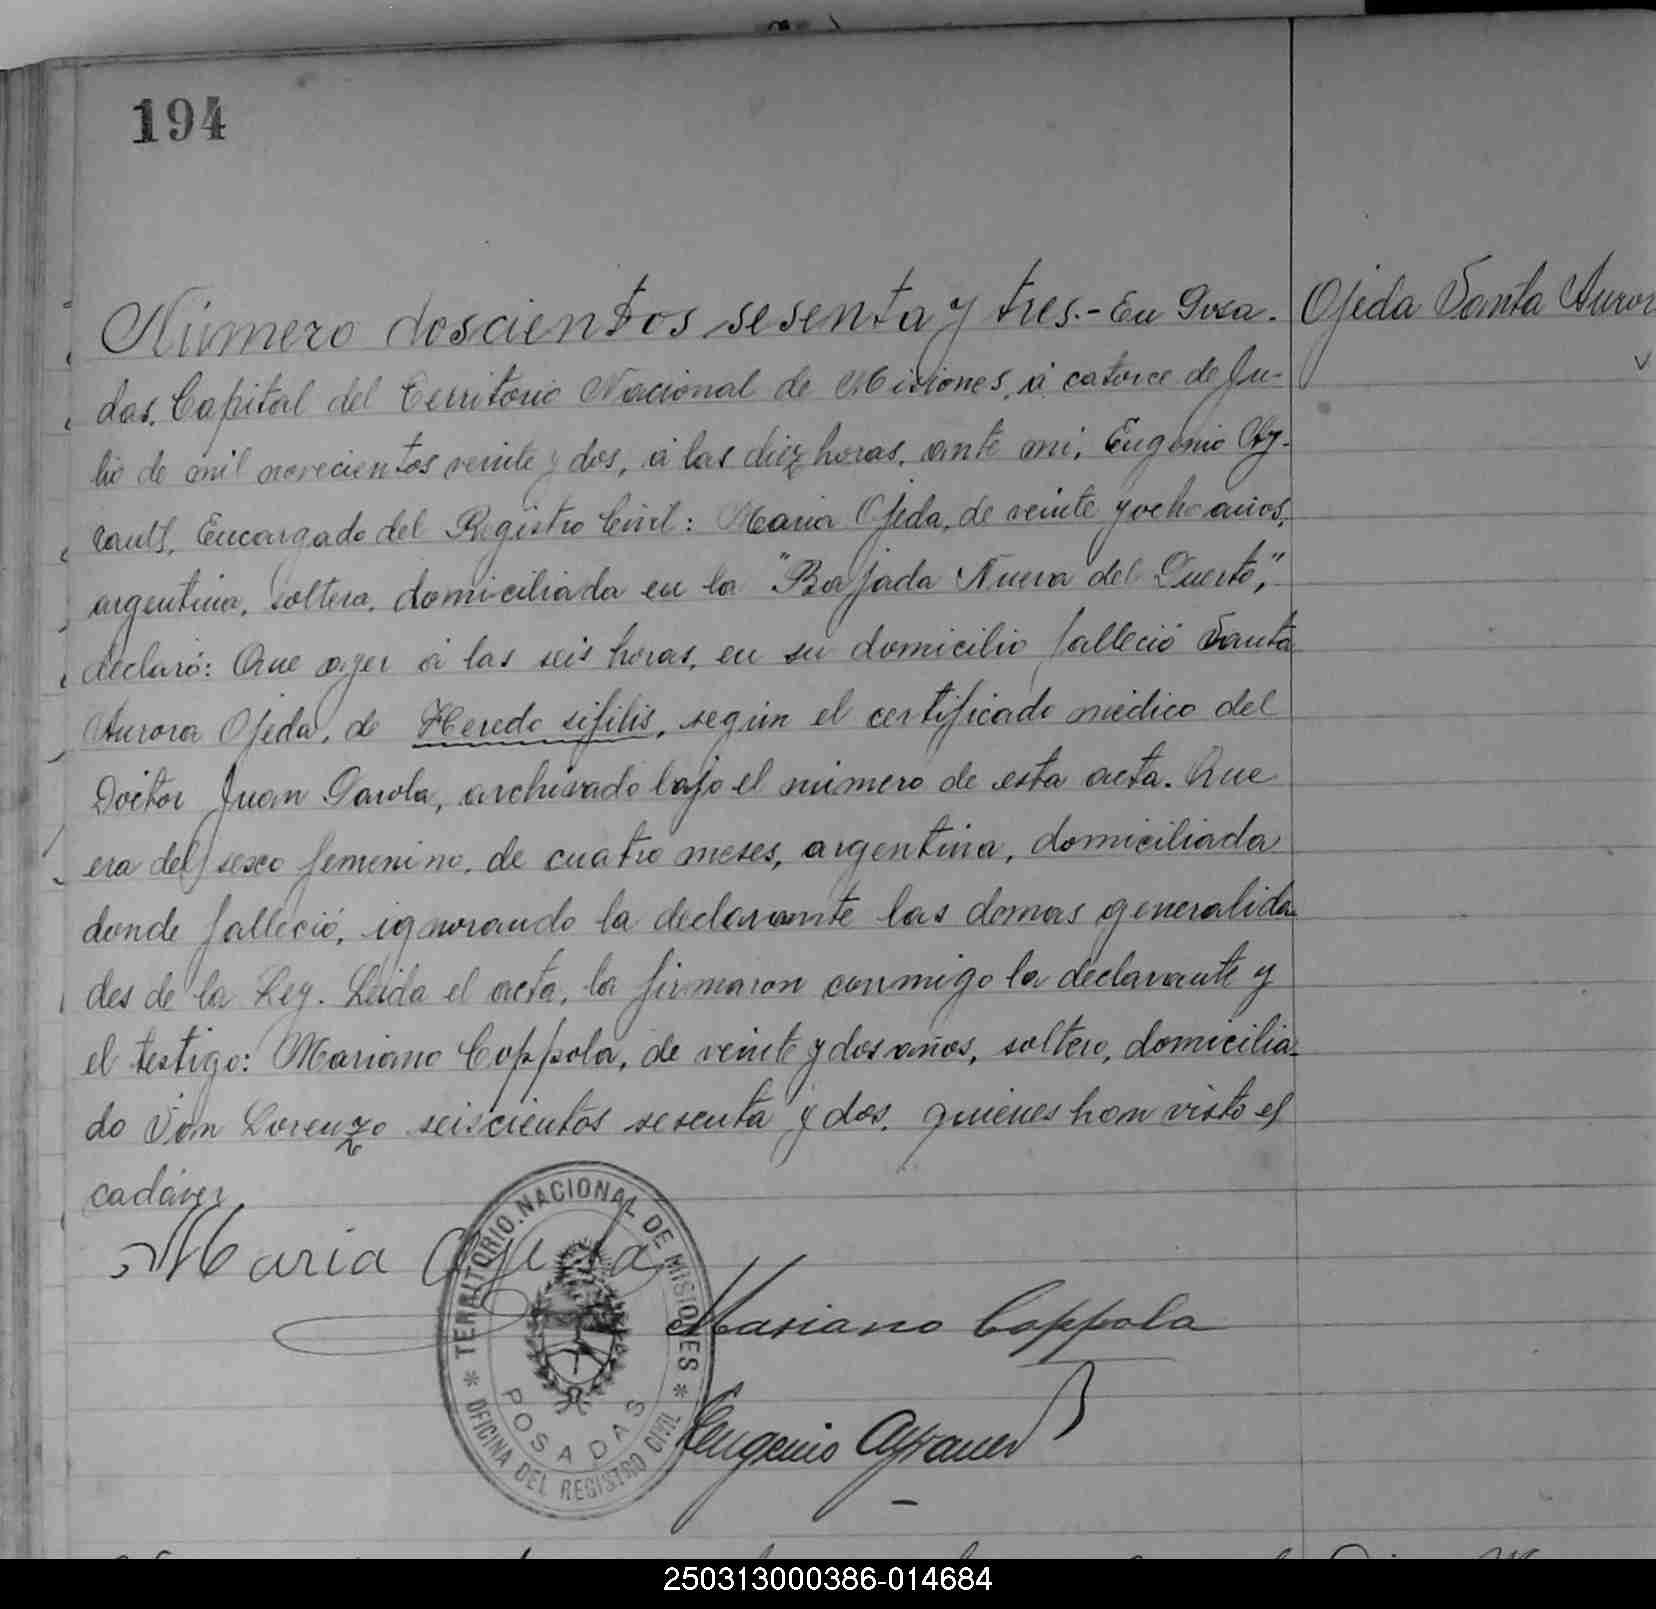 194
Número doscientos sesenta y tres.- En Posa- Ojeda Santa Auror
das, Capital del Territorio Nacional de Misiones, á catorce de Ju-
lio de mil novecientos veinte y dos, á las diez horas, ante mi, Eugenio Ay-
rault, Encargado del Registro Civil: Maria Ojeda, de veinte y ocho años,
argentina, soltera, domiciliada en la "Bajada Nueva del Puerto,"
declaró: Que ayer á las seis horas, en su domicilio falleció Santa
Aurora Ojeda, de Heredo sifilis, según el certificado médico del
Doctor Juan Parola, archivado bajo el número de esta acta. Que
era del sexo femenino, de cuatro meses, argentina, domiciliada
donde falleció, ignorando la declarante las demas generalida-
des de la Ley. Leida el acta, la firmaron conmigo la declarante y
el testigo: Mariano Coppola, de veinte y dos años, soltero, domicilia-
do San Lorenzo seiscientos sesenta y dos, quienes han visto el
cadáver.
Maria Ojeda
Mariano Coppola
Eugenio Ayrault
TERRITORIO NACIONAL DE MISIONES
POSADAS
OFICINA DEL REGISTRO CIVIL
250313000386-014684